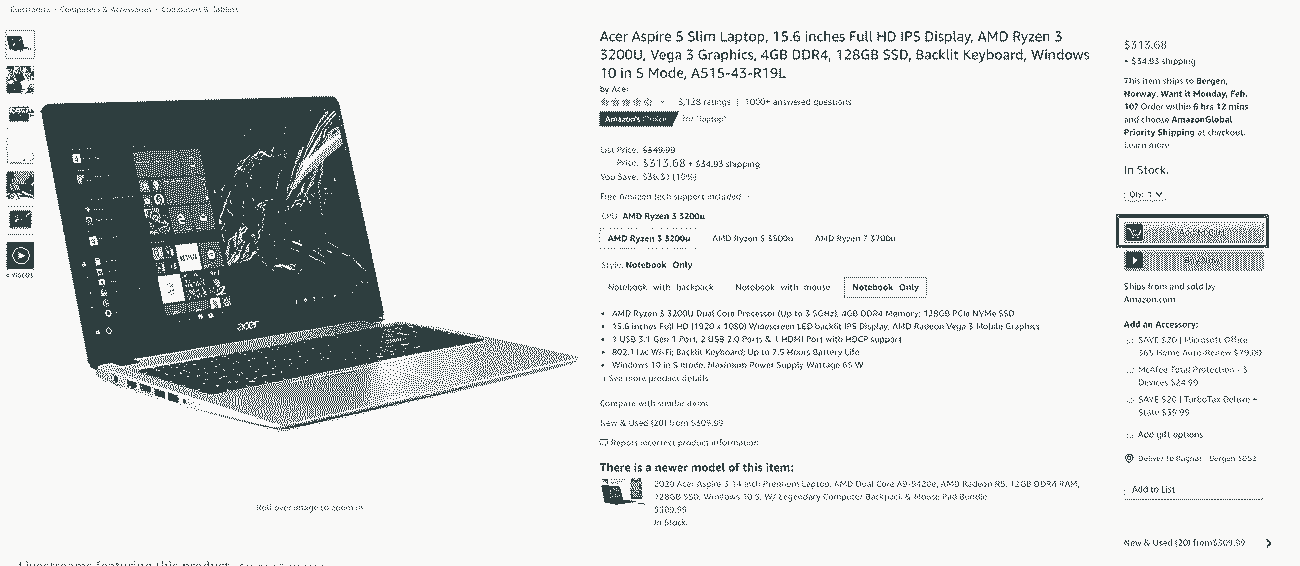 Electronics › Computers & Accessories › Computers & Tablets
Acer Aspire 5 Slim Laptop, 15.6 inches Full HD IPS Display, AMD Ryzen 3
3200U, Vega 3 Graphics, 4GB DDR4, 128GB SSD, Backlit Keyboard, Windows
10 in S Mode, A515-43-R19L
by Acer
ratings | 1000+ answered questions
Amazon's Choice for "laptop"
List Price: $349.99
Price: $313.68 + $34.93 shipping
You Save: $36.31 (10%)
Free Amazon tech support included
CPU: AMD Ryzen 3 3200u
AMD Ryzen 3 3200u AMD Ryzen 5 3500u AMD Ryzen 7 3700u
Style: Notebook Only
Notebook with backpack Notebook with mouse Notebook Only
• AMD Ryzen 3 3200U Dual Core Processor (Up to 3.5GHz); 4GB DDR4 Memory; 128GB PCIe NVMe SSD
• 15.6 inches Full HD (1920 x 1080) Widescreen LED backlit IPS Display; AMD Radeon Vega 3 Mobile Graphics
• 1 USB 3.1 Gen 1 Port, 2 USB 2.0 Ports & 1 HDMI Port with HDCP support
• 802.11ac Wi-Fi; Backlit Keyboard; Up to 7.5 Hours Battery Life
• Windows 10 in S mode. Maximum Power Supply Wattage 65 W
› See more product details
Compare with similar items
New & Used (20) from $309.99
Report incorrect product information.
There is a newer model of this item:
2020 Acer Aspire 5 14 Inch Premium Laptop, AMD Dual Core A9-9420e, AMD Radeon R5, 12GB DDR4 RAM,
128GB SSD, Windows 10 S, W/ Legendary Computer Backpack & Mouse Pad Bundle
$309.99
In Stock.
acer
Roll over image to zoom in
$313.68
+ $34.93 shipping
This item ships to Bergen,
Norway. Want it Monday, Feb.
10? Order within 6 hrs 12 mins
and choose AmazonGlobal
Priority Shipping at checkout.
Learn more
In Stock.
Qty: 1
Ships from and sold by
Amazon.com.
Add an Accessory:
SAVE $20 | Microsoft Office
365 Home Auto-Renew $79.00
McAfee Total Protection - 5
Devices $24.99
SAVE $20 | TurboTax Deluxe +
State $39.99
Add gift options
Deliver to Ragnar - Bergen 5052
Add to List
New & Used (20) from $309.99
Livestreams featuring this product